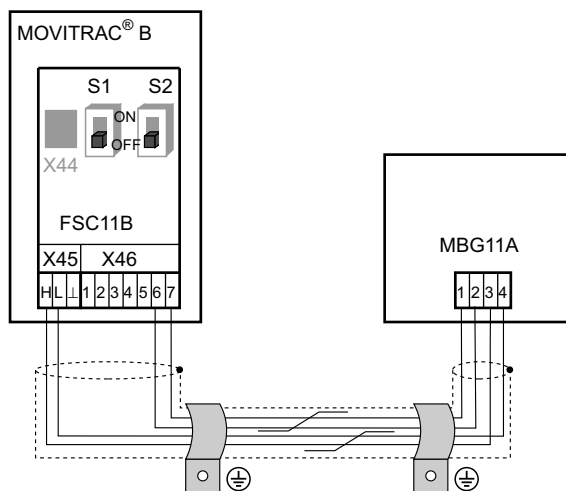 MOVITRAC® B
S1 S2
ON
OFF
X44
FSC11B
X45 X46
H L ⊥ 1 2 3 4 5 6 7
MBG11A
1 2 3 4